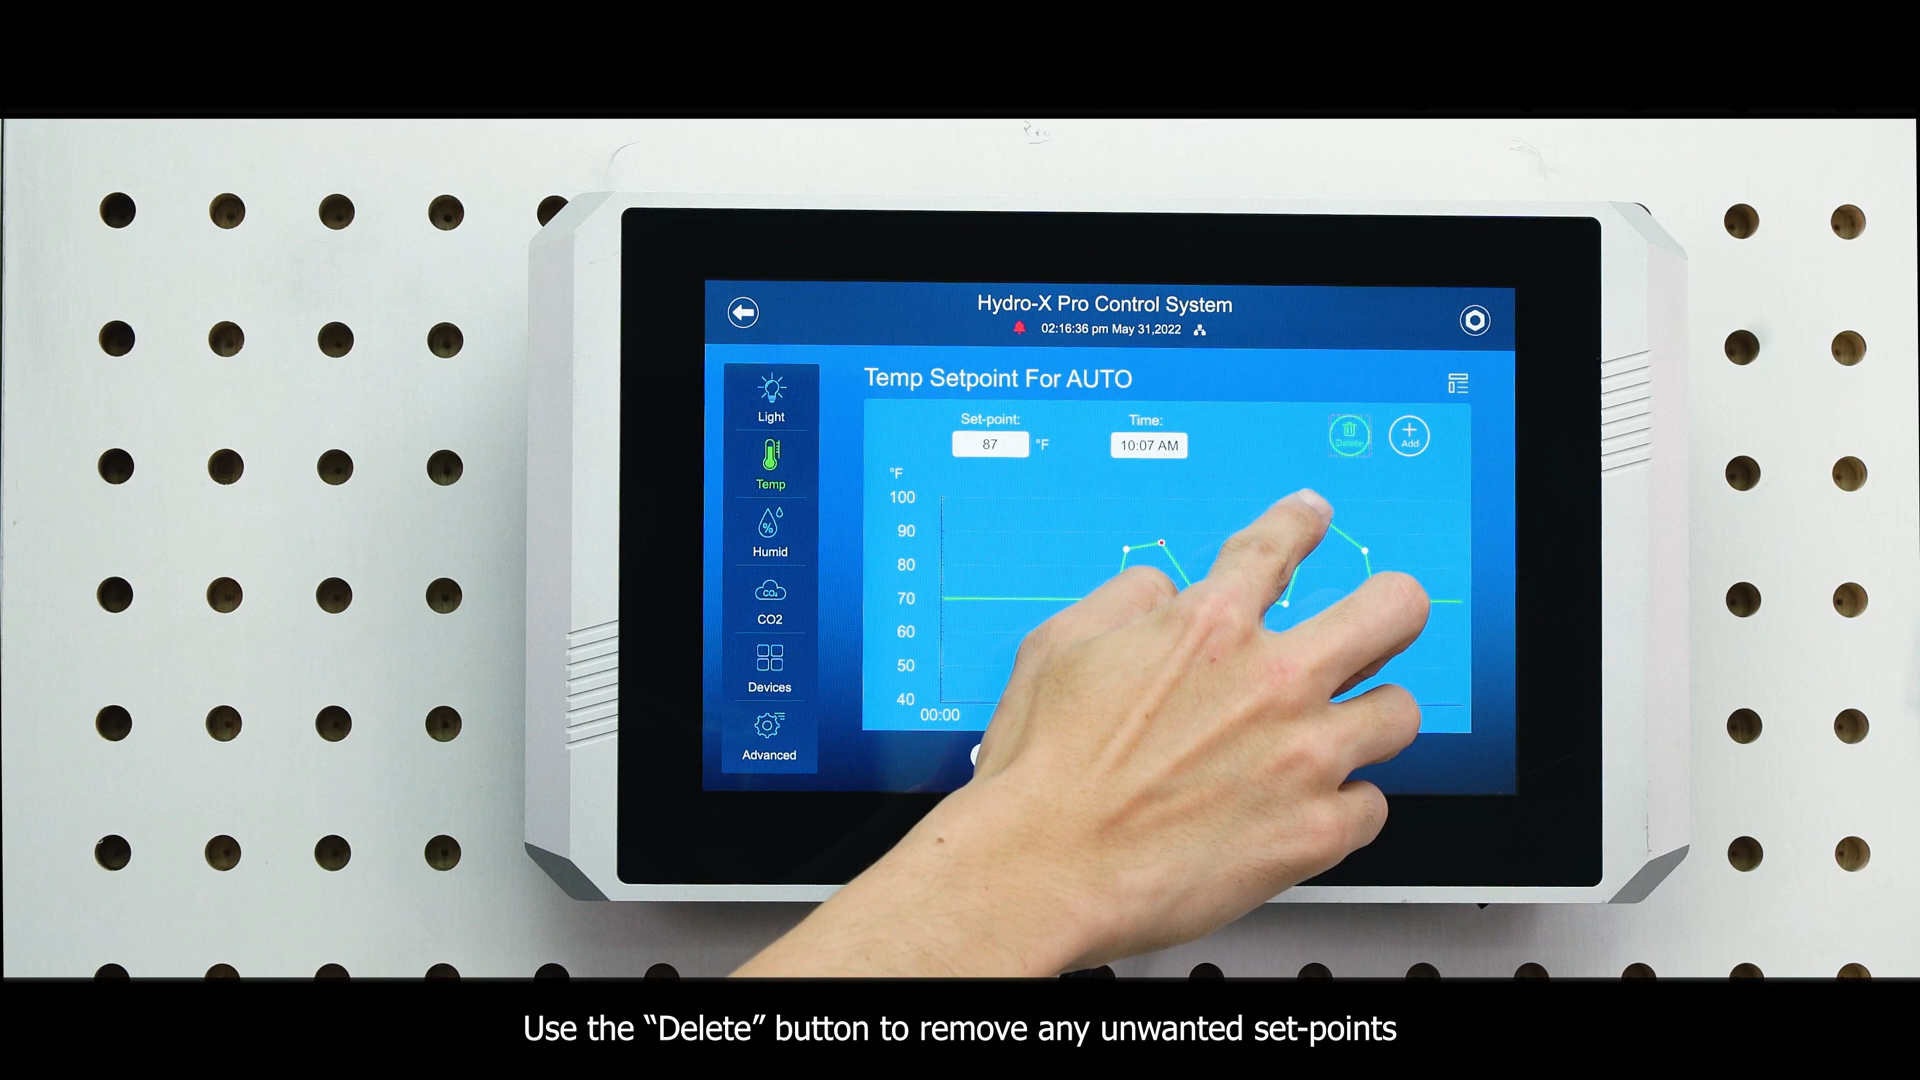 Hydro-X Pro Control System
02:16:36 pm May 31,2022
Temp Setpoint For AUTO
Light
Temp
Humid
CO2
CO2
Devices
Advanced
Set-point:
87 °F
Time:
10:07 AM
Delete
Add
°F
100
90
80
70
60
50
40
00:00
%
Use the “Delete” button to remove any unwanted set-points